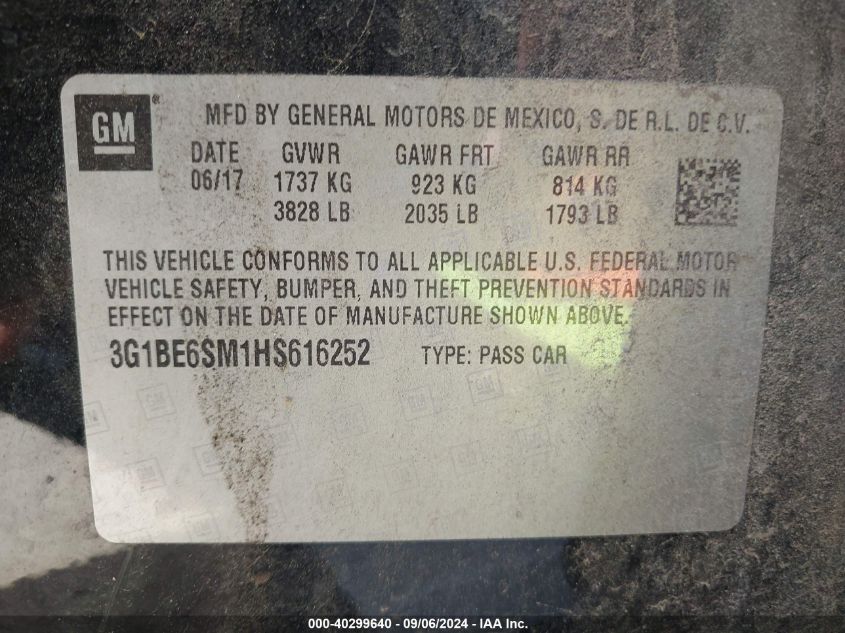 GM®
MFD BY GENERAL MOTORS DE MEXICO, S. DE R.L. DE C.V.
DATE GVWR GAWR FRT GAWR RR
06/17 1737 KG 923 KG 814 KG
3828 LB 2035 LB 1793 LB
THIS VEHICLE CONFORMS TO ALL APPLICABLE U.S. FEDERAL MOTOR
VEHICLE SAFETY, BUMPER, AND THEFT PREVENTION STANDARDS IN
EFFECT ON THE DATE OF MANUFACTURE SHOWN ABOVE.
3G1BE6SM1HS616252 TYPE: PASS CAR
000-40299640 - 09/06/2024 - IAA Inc.